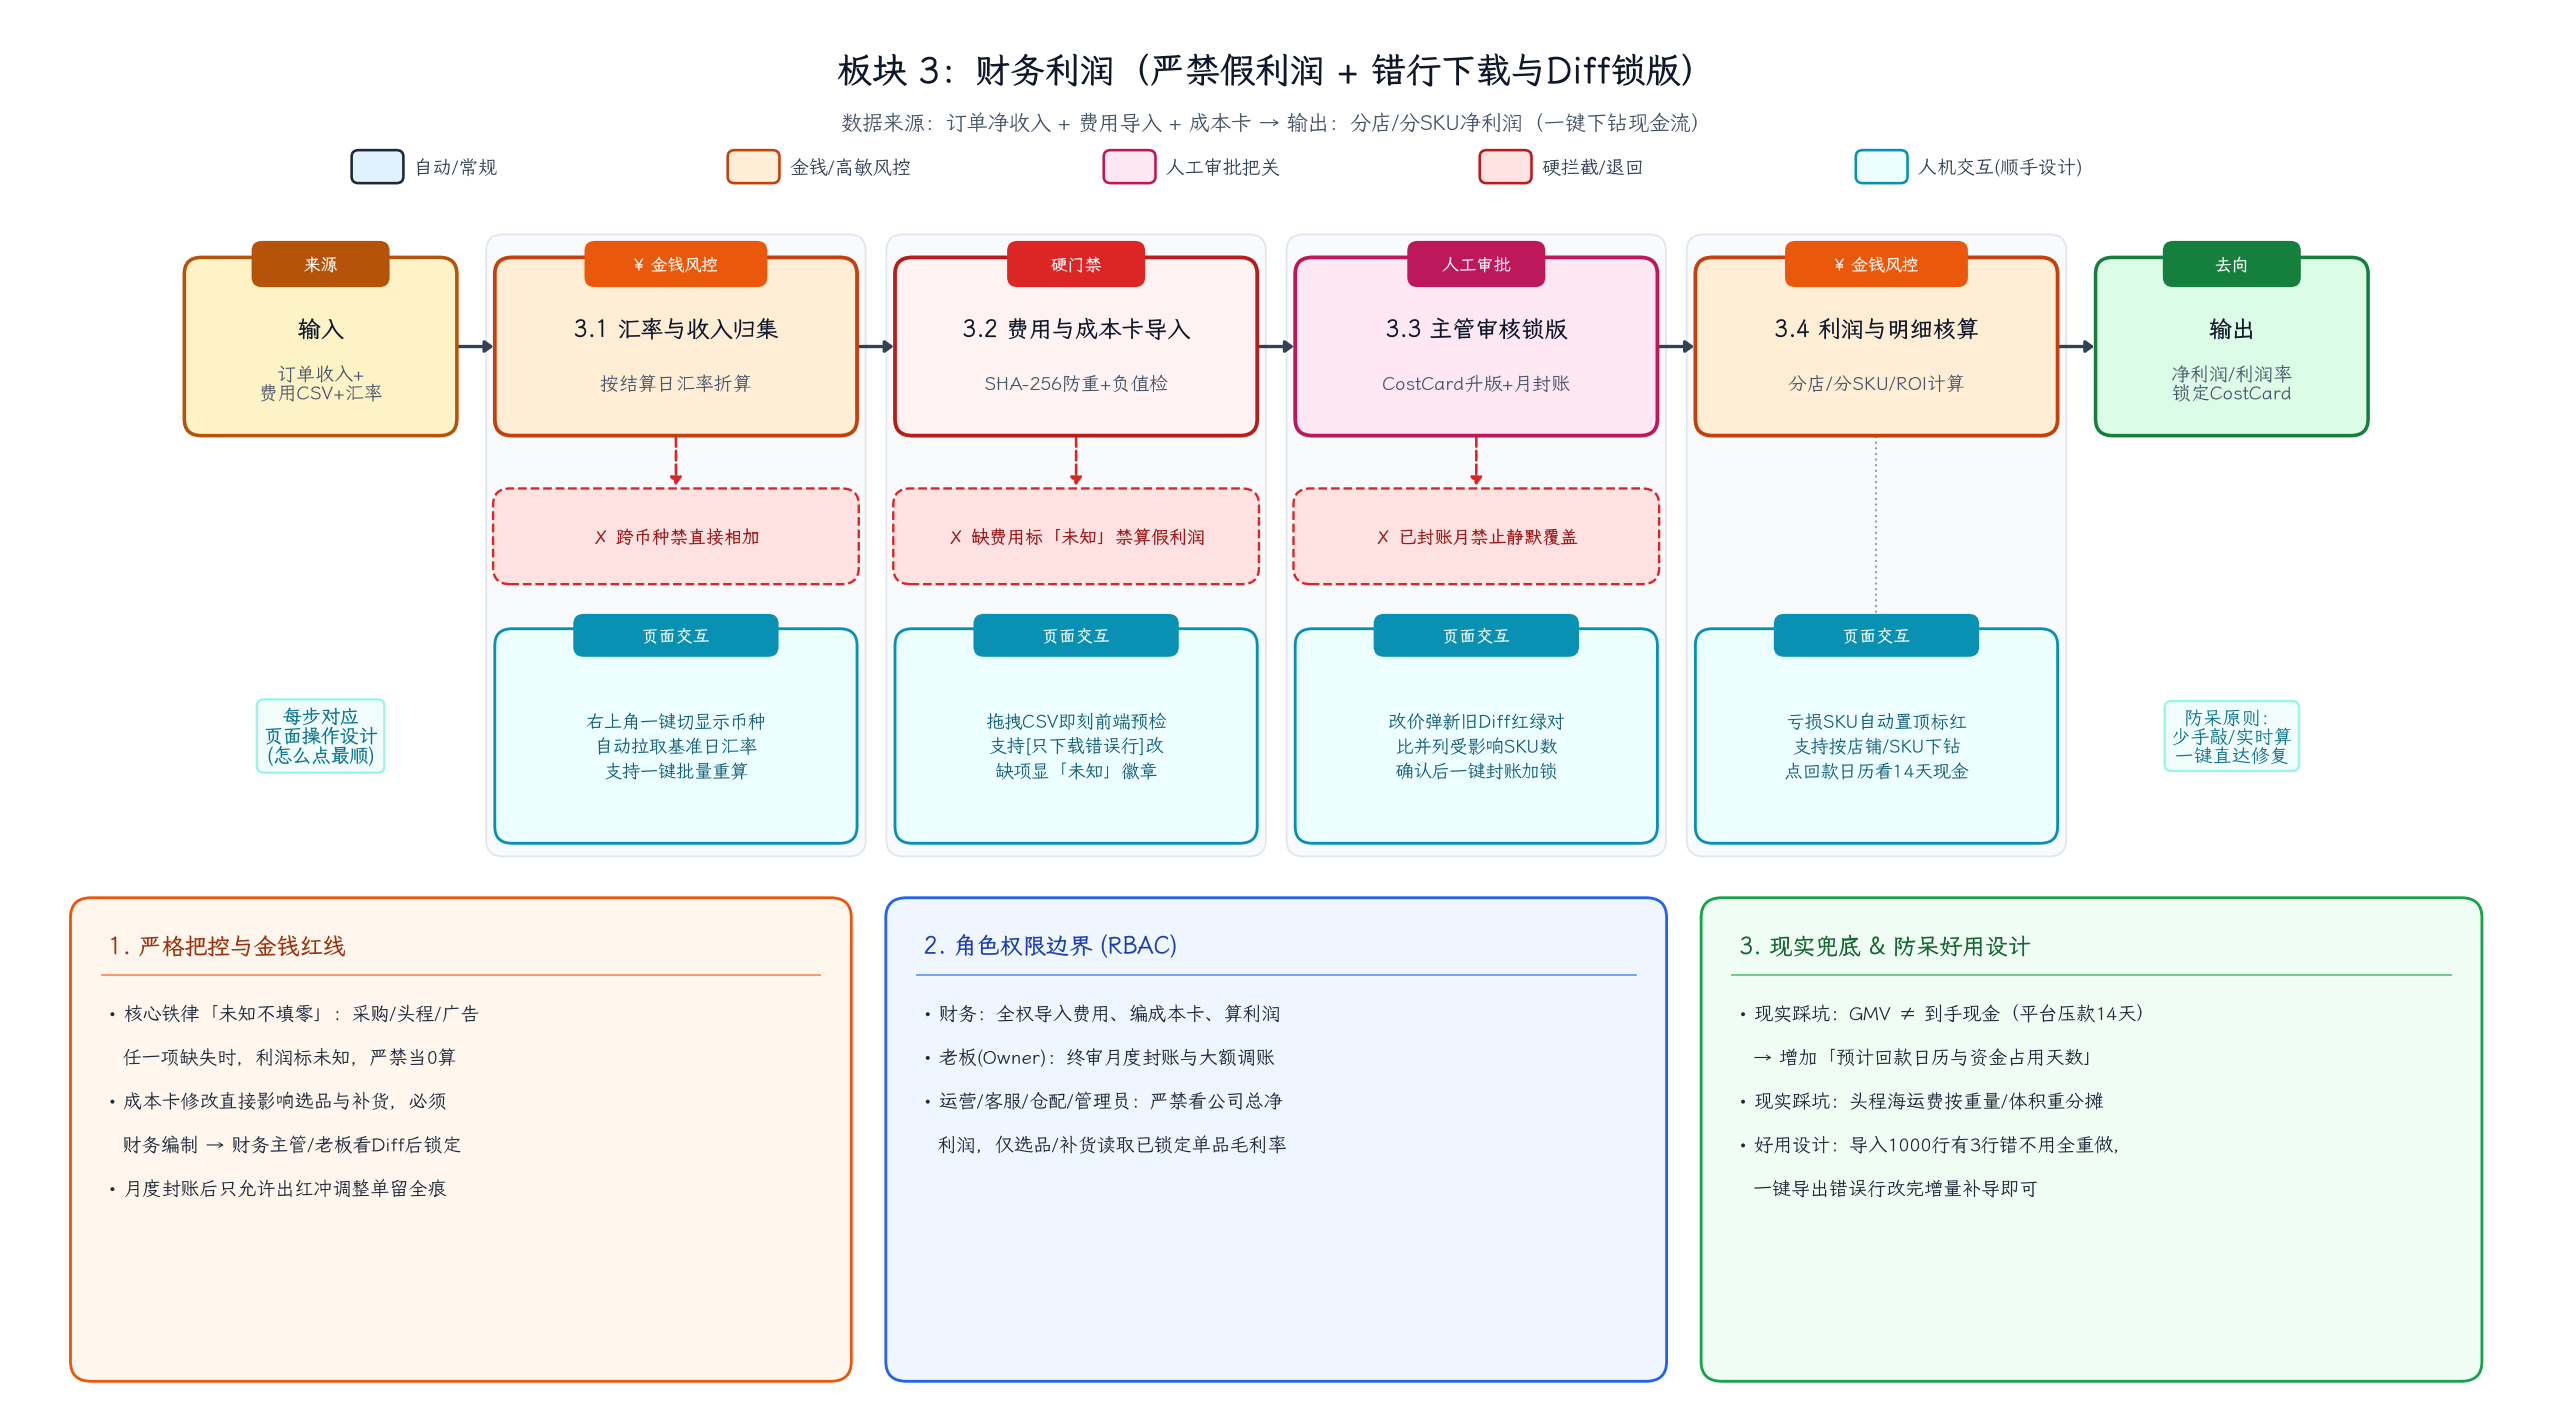 板块 3：财务利润（严禁假利润 + 错行下载与Diff锁版）
数据来源：订单净收入 + 费用导入 + 成本卡 → 输出：分店/分SKU净利润（一键下钻现金流）
自动/常规
金钱/高敏风控
人工审批把关
硬拦截/退回
人机交互(顺手设计)
来源
输入
订单收入+
费用CSV+汇率
¥ 金钱风控
3.1 汇率与收入归集
按结算日汇率折算
硬门禁
3.2 费用与成本卡导入
SHA-256防重+负值检
人工审批
3.3 主管审核锁版
CostCard升版+月封账
¥ 金钱风控
3.4 利润与明细核算
分店/分SKU/ROI计算
去向
输出
净利润/利润率
锁定CostCard
X 跨币种禁直接相加
X 缺费用标「未知」禁算假利润
X 已封账月禁止静默覆盖
每步对应
页面操作设计
(怎么点最顺)
页面交互
右上角一键切显示币种
自动拉取基准日汇率
支持一键批量重算
页面交互
拖拽CSV即刻前端预检
支持[只下载错误行]改
缺项显「未知」徽章
页面交互
改价弹新旧Diff红绿对
比并列受影响SKU数
确认后一键封账加锁
页面交互
亏损SKU自动置顶标红
支持按店铺/SKU下钻
点回款日历看14天现金
防呆原则：
少手敲/实时算
一键直达修复
1. 严格把控与金钱红线
• 核心铁律「未知不填零」：采购/头程/广告
任一项缺失时，利润标未知，严禁当0算
• 成本卡修改直接影响选品与补货，必须
财务编制 → 财务主管/老板看Diff后锁定
• 月度封账后只允许出红冲调整单留全痕
2. 角色权限边界 (RBAC)
• 财务：全权导入费用、编成本卡、算利润
• 老板(Owner)：终审月度封账与大额调账
• 运营/客服/仓配/管理员：严禁看公司总净
利润，仅选品/补货读取已锁定单品毛利率
3. 现实兜底 & 防呆好用设计
• 现实踩坑：GMV ≠ 到手现金（平台压款14天）
→ 增加「预计回款日历与资金占用天数」
• 现实踩坑：头程海运费按重量/体积重分摊
• 好用设计：导入1000行有3行错不用全重做，
一键导出错误行改完增量补导即可